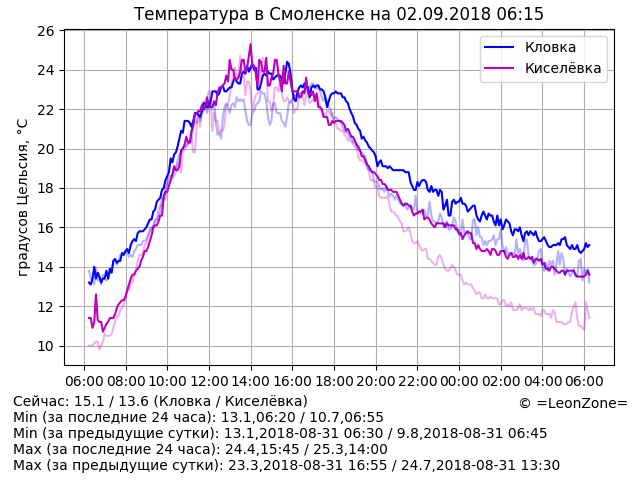 Температура в Смоленске на 02.09.2018 06:15
градусов Цельсия, °C
26
24
22
20
18
16
14
12
10
Кловка
Киселёвка
06:00 08:00 10:00 12:00 14:00 16:00 18:00 20:00 22:00 00:00 02:00 04:00 06:00
Сейчас: 15.1 / 13.6 (Кловка / Киселёвка)
© =LeonZone=
Min (за последние 24 часа): 13.1,06:20 / 10.7,06:55
Min (за предыдущие сутки): 13.1,2018-08-31 06:30 / 9.8,2018-08-31 06:45
Max (за последние 24 часа): 24.4,15:45 / 25.3,14:00
Max (за предыдущие сутки): 23.3,2018-08-31 16:55 / 24.7,2018-08-31 13:30